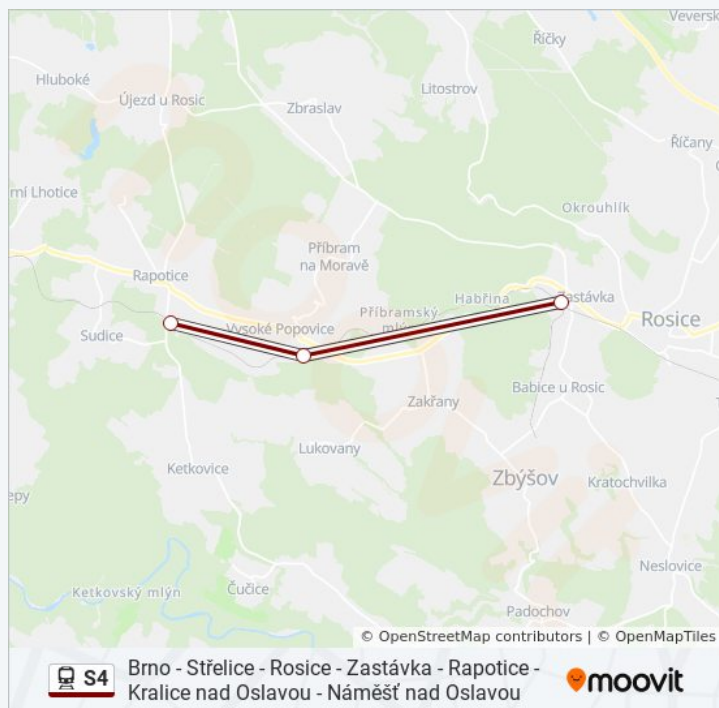 Veversk
Hluboké
Říčky
Litostrov
Újezd u Rosic
Zbraslav
Říčany
Lhotice
Okrouhlík
Příbram
na Moravě
Rapotice
Habřina
Zastávka
Příbramský
mlýn
Rosice
Vysoké Popovice
Sudice
Babice u Rosic
Zakřany
Lukovany
Ketkovice
Zbýšov
Kratochvilka
Neslovice
Ketkovský mlýn
Čučice
Padochov
© OpenStreetMap contributors | © OpenMapTiles
S4
Brno - Střelice - Rosice - Zastávka - Rapotice -
Kralice nad Oslavou - Náměšť nad Oslavou
moovit